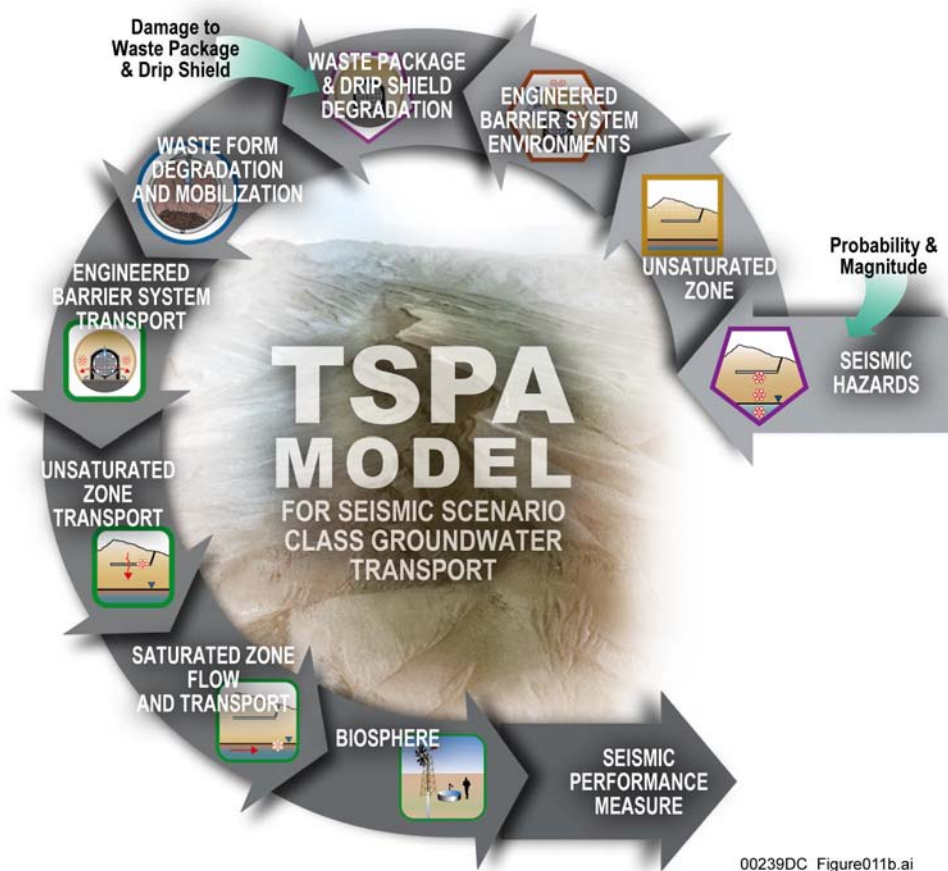 Damage to
Waste Package
& Drip Shield
WASTE PACKAGE
& DRIP SHIELD
DEGRADATION
ENGINEERED
BARRIER SYSTEM
ENVIRONMENTS
WASTE FORM
DEGRADATION
AND MOBILIZATION
UNSATURATED
ZONE
Probability &
Magnitude
SEISMIC
HAZARDS
ENGINEERED
BARRIER SYSTEM
TRANSPORT
TSPA
MODEL
FOR SEISMIC SCENARIO
CLASS GROUNDWATER
TRANSPORT
UNSATURATED
ZONE
TRANSPORT
SATURATED ZONE
FLOW
AND TRANSPORT
BIOSPHERE
SEISMIC
PERFORMANCE
MEASURE
00239DC_Figure011b.ai